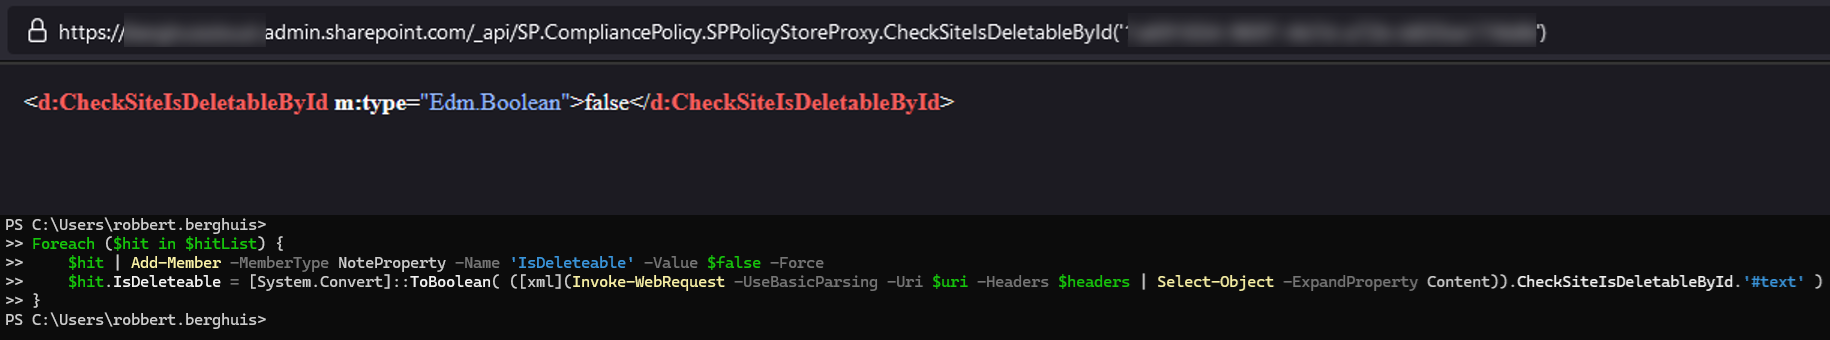 https:// admin.sharepoint.com/_api/SP.CompliancePolicy.SPPolicyStoreProxy.CheckSiteIsDeletableById(' ')
<d:CheckSiteIsDeletableById m:type="Edm.Boolean">false</d:CheckSiteIsDeletableById>
PS C:\Users\robbert.berghuis>
>> Foreach ($hit in $hitList) {
>>     $hit | Add-Member -MemberType NoteProperty -Name 'IsDeleteable' -Value $false -Force
>>     $hit.IsDeleteable = [System.Convert]::ToBoolean( ([xml](Invoke-WebRequest -UseBasicParsing -Uri $uri -Headers $headers | Select-Object -ExpandProperty Content)).CheckSiteIsDeletableById.'#text' )
>> }
PS C:\Users\robbert.berghuis>